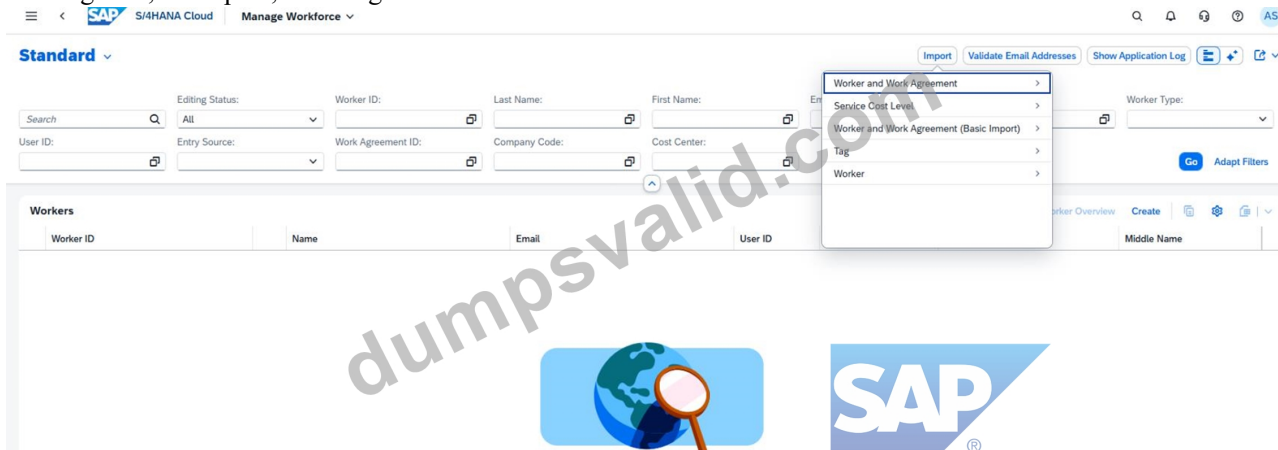 S/4HANA Cloud Manage Workforce
AS
Standard
Import Validate Email Addresses Show Application Log
Editing Status: Worker ID: Last Name: First Name: Em Worker Type:
Search All
User ID: Entry Source: Work Agreement ID: Company Code: Cost Center:
Worker and Work Agreement
Service Cost Level
Worker and Work Agreement (Basic Import)
Tag
Worker
Go Adapt Filters
Workers
orker Overview Create
Worker ID Name Email User ID Middle Name
dumpsvalid.com
SAP
SAP
®